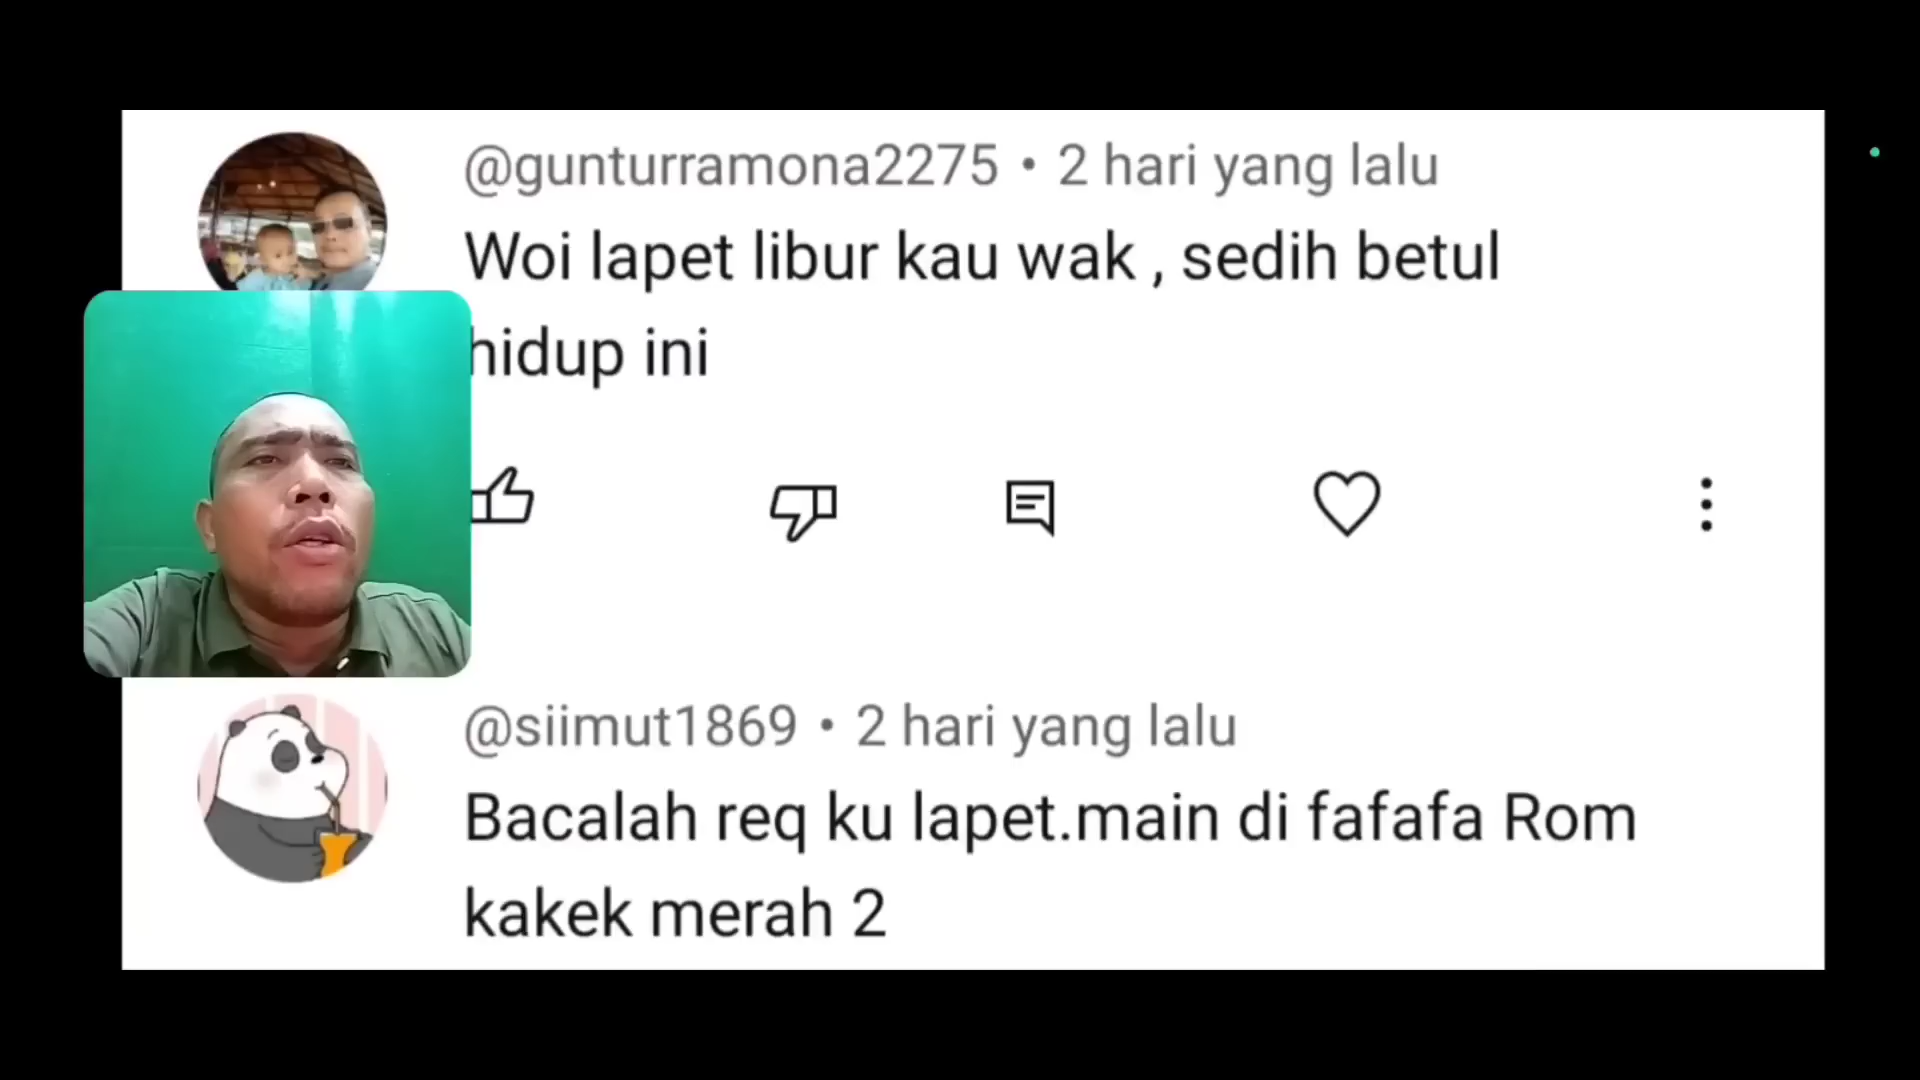 @gunturramona2275 • 2 hari yang lalu
Woi lapet libur kau wak , sedih betul
hidup ini
@siimut1869 • 2 hari yang lalu
Bacalah req ku lapet.main di fafafa Rom
kakek merah 2